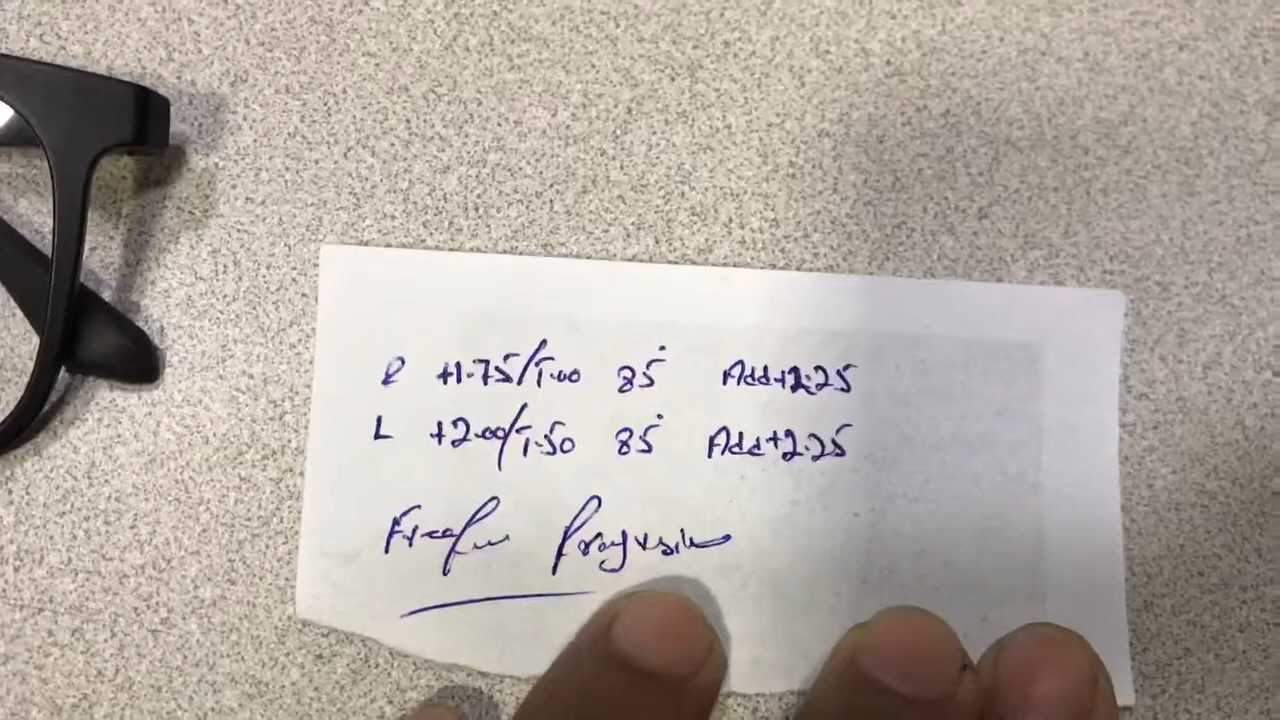 R +1.75/-1.00 85° Add+2.25
L +2.00/-1.50 85° Add+2.25
Freeform Progressive